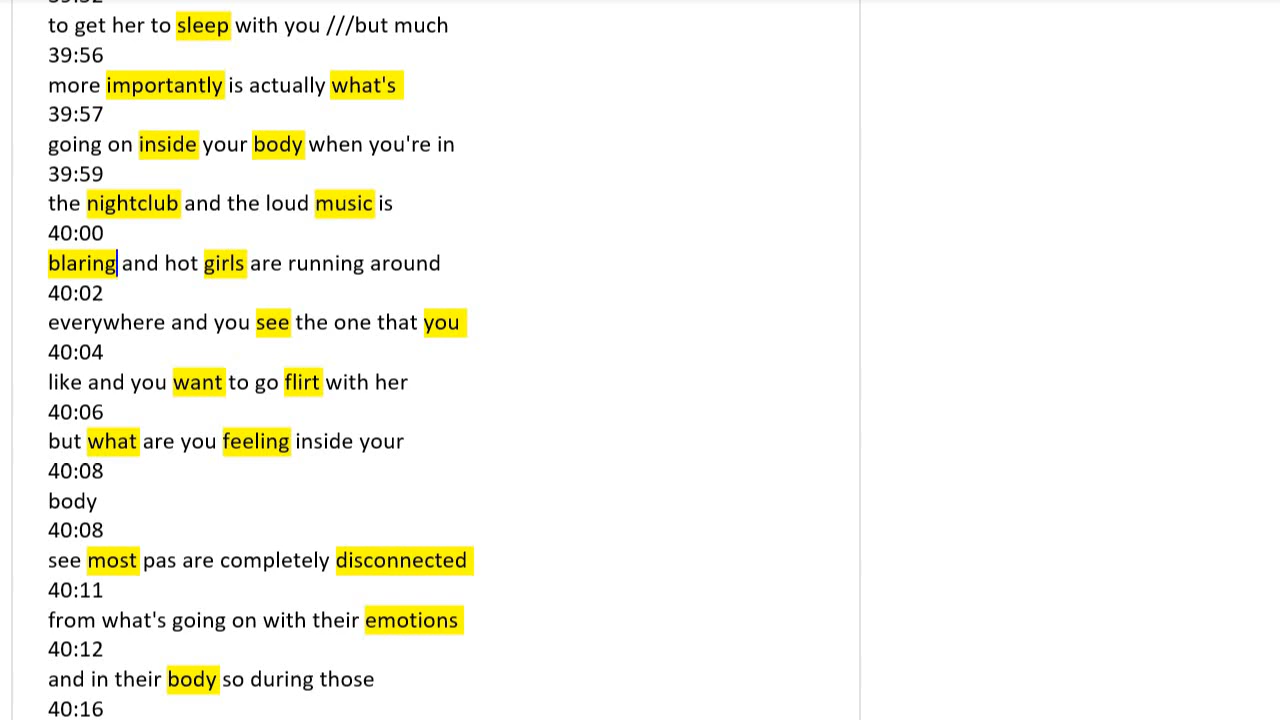 to get her to sleep with you ///but much
39:56
more importantly is actually what's
39:57
going on inside your body when you're in
39:59
the nightclub and the loud music is
40:00
blaring and hot girls are running around
40:02
everywhere and you see the one that you
40:04
like and you want to go flirt with her
40:06
but what are you feeling inside your
40:08
body
40:08
see most pas are completely disconnected
40:11
from what's going on with their emotions
40:12
and in their body so during those
40:16